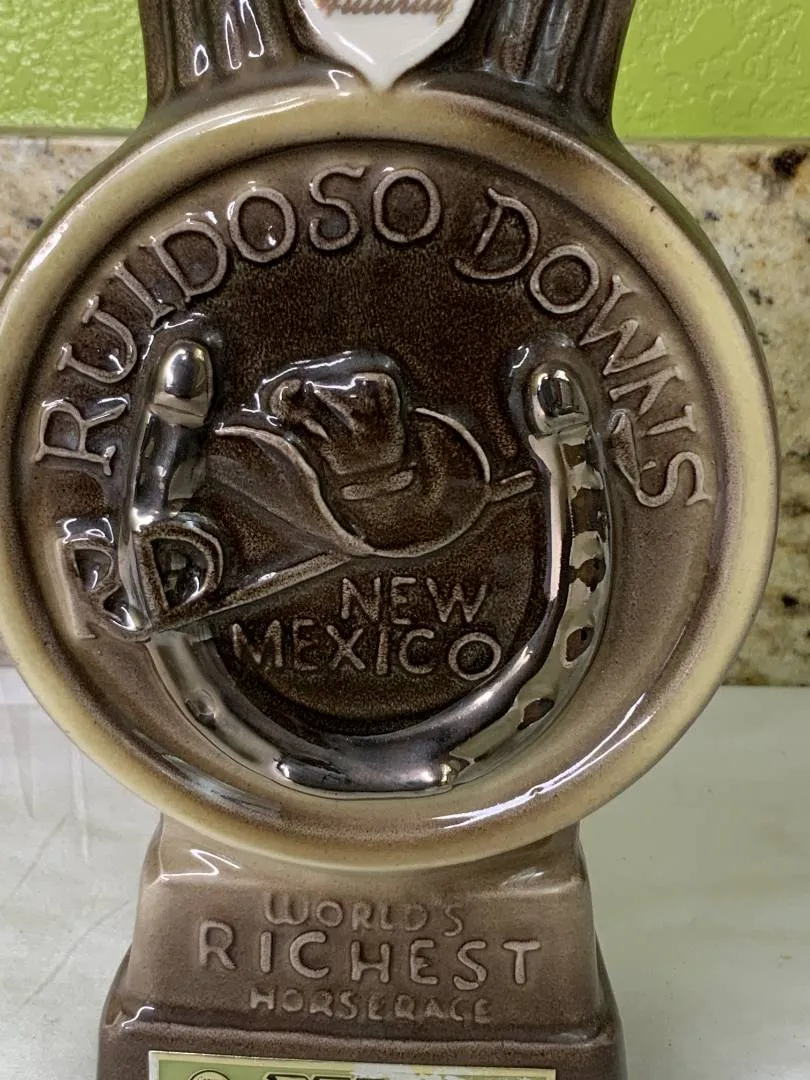 RUIDOSO DOWNS
RD
NEW
MEXICO
WORLD'S
RICHEST
HORSERACE